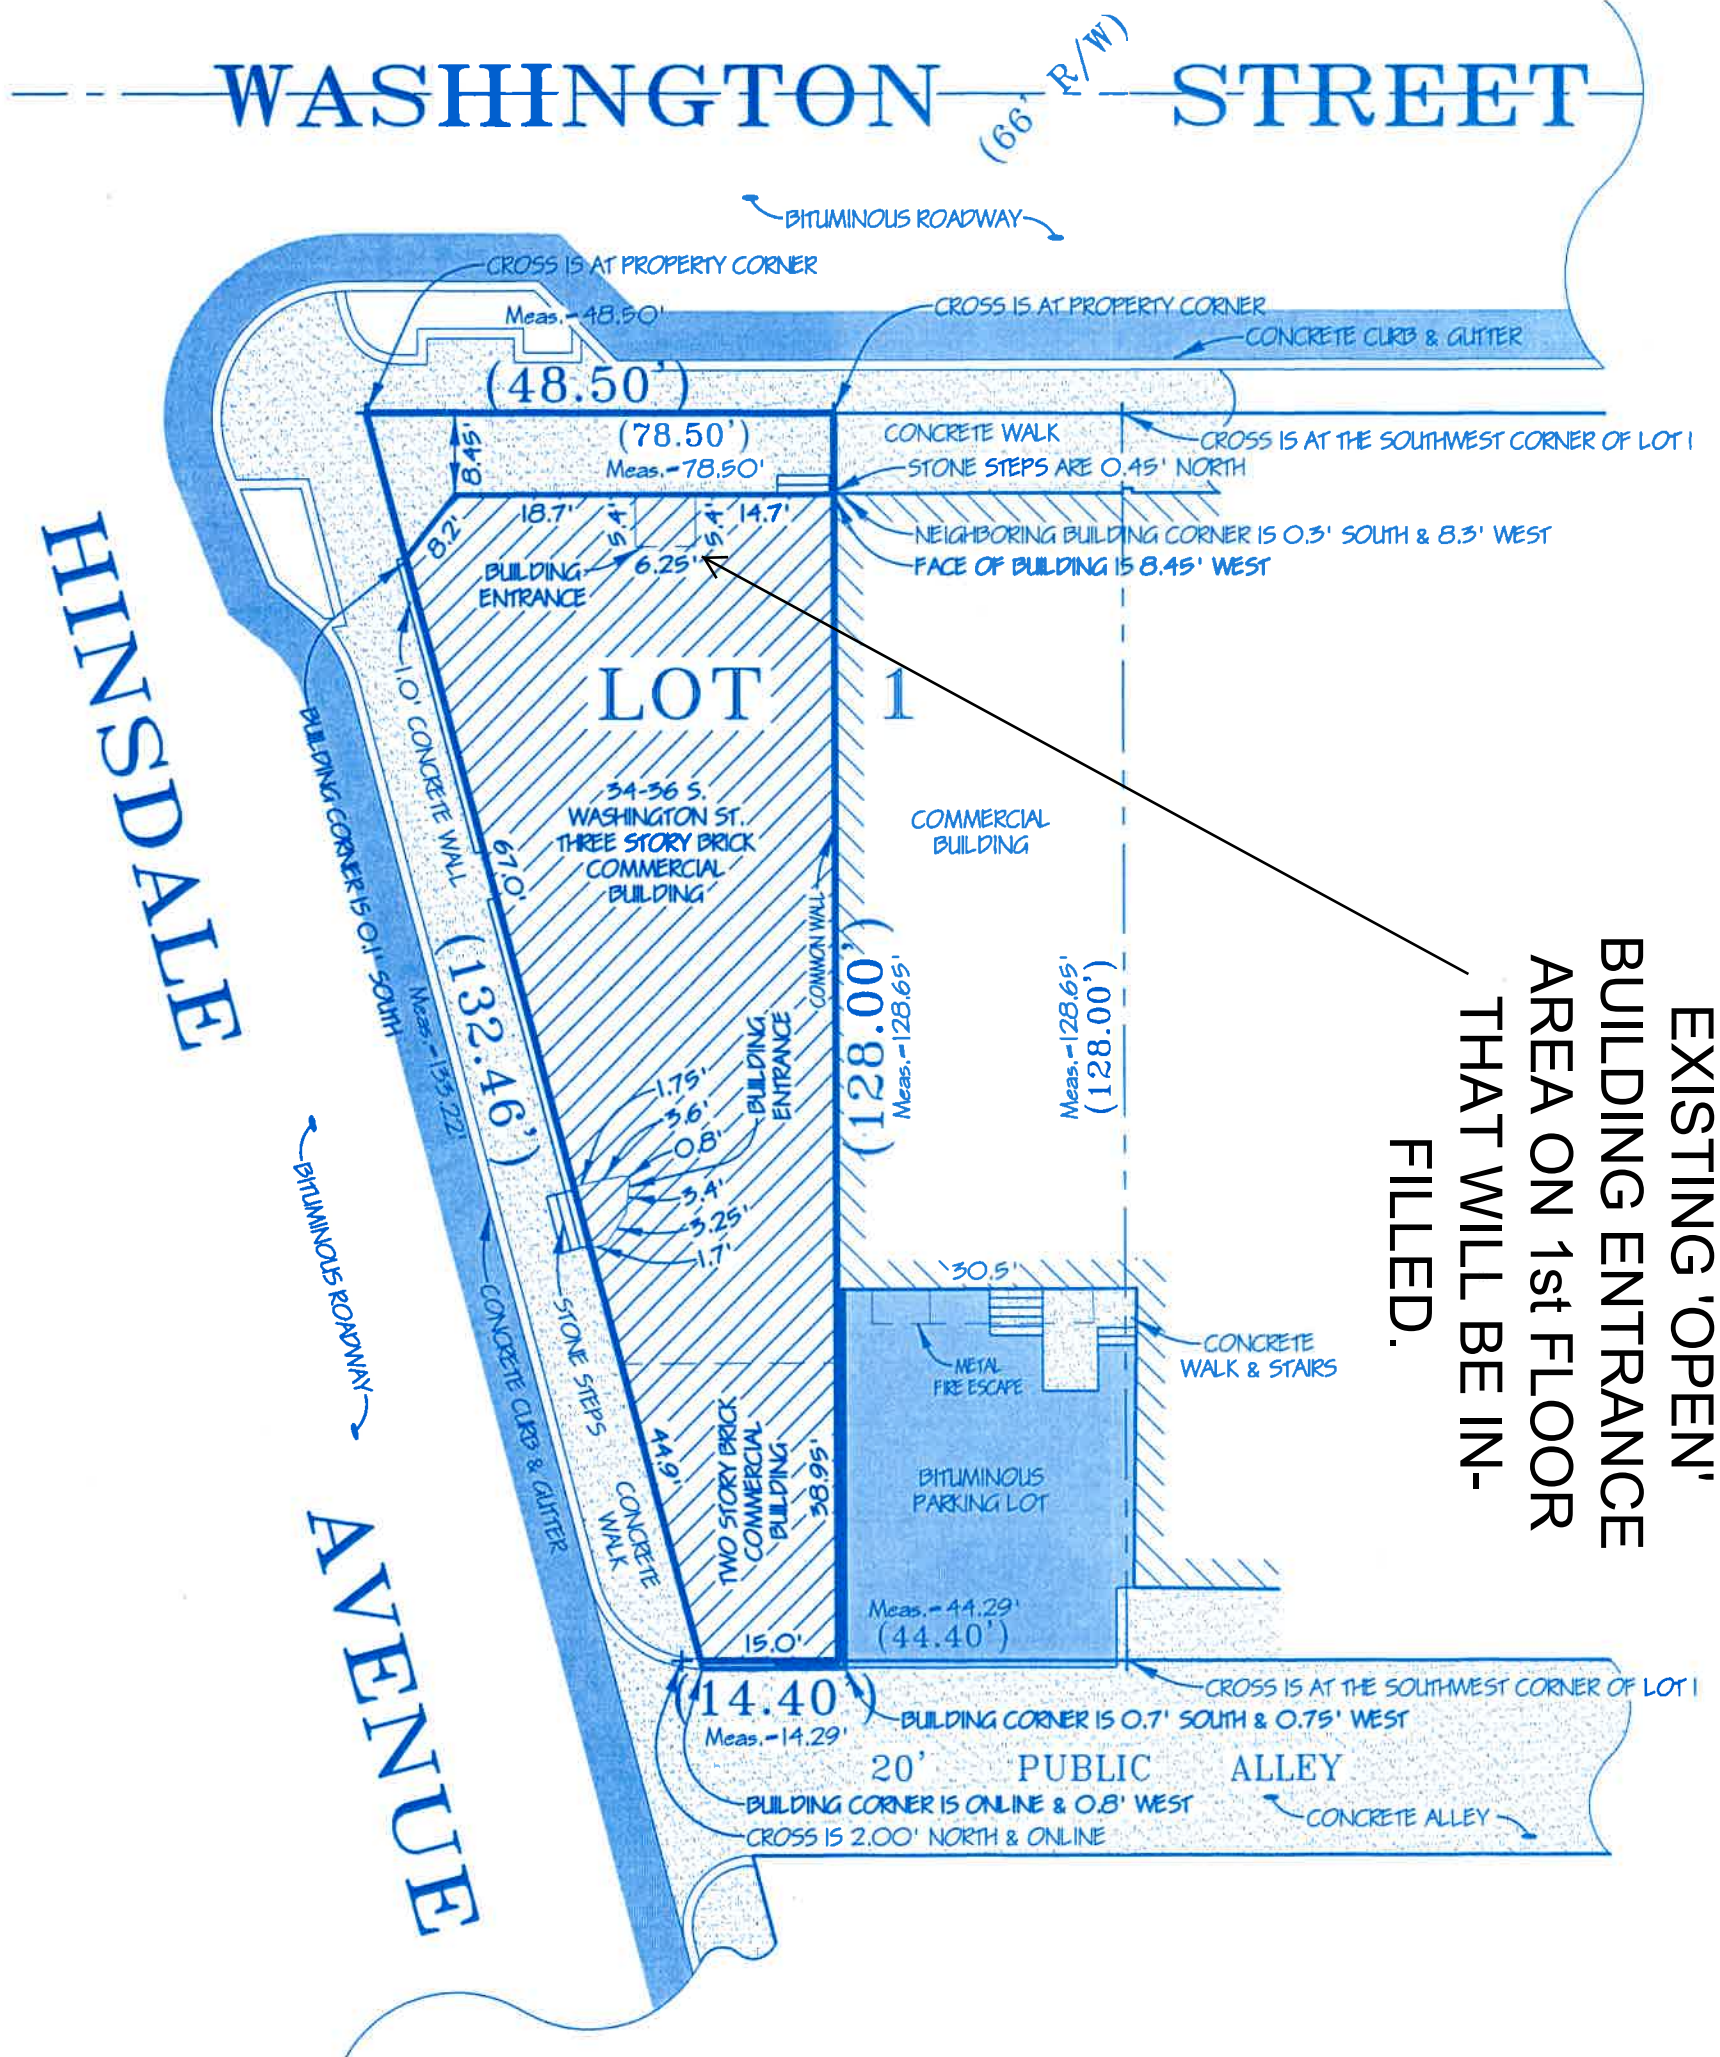 WASHINGTON STREET
(66' R/W)
BITUMINOUS ROADWAY
CROSS IS AT PROPERTY CORNER
Meas.=48.50'
CROSS IS AT PROPERTY CORNER
CONCRETE CURB & GUTTER
(48.50')
(78.50')
Meas.=78.50'
8.45'
CONCRETE WALK
CROSS IS AT THE SOUTHWEST CORNER OF LOT 1
STONE STEPS ARE 0.45' NORTH
18.7'
5.4'
5.4'
14.7'
8.2'
6.25'
BUILDING
ENTRANCE
NEIGHBORING BUILDING CORNER IS 0.3' SOUTH & 8.3' WEST
FACE OF BUILDING IS 8.45' WEST
HINSDALE
AVENUE
LOT 1
1.0' CONCRETE WALL
BUILDING CORNER IS 0.1' SOUTH
34-36 S.
WASHINGTON ST.
THREE STORY BRICK
COMMERCIAL
BUILDING
67.0'
COMMON WALL
COMMERCIAL
BUILDING
(132.46')
Meas.=133.22'
(128.00')
Meas.=128.65'
Meas.=128.65'
(128.00')
EXISTING 'OPEN'
BUILDING ENTRANCE
AREA ON 1st FLOOR
THAT WILL BE IN-
FILLED.
BUILDING
ENTRANCE
1.75'
3.6'
0.8'
3.4'
3.25'
1.7'
BITUMINOUS ROADWAY
CONCRETE CURB & GUTTER
STONE STEPS
CONCRETE
WALK
30.5'
METAL
FIRE ESCAPE
CONCRETE
WALK & STAIRS
44.9'
TWO STORY BRICK
COMMERCIAL
BUILDING
38.95'
BITUMINOUS
PARKING LOT
Meas.=44.29'
(44.40')
15.0'
(14.40')
Meas.=14.29'
CROSS IS AT THE SOUTHWEST CORNER OF LOT 1
BUILDING CORNER IS 0.7' SOUTH & 0.75' WEST
20' PUBLIC ALLEY
BUILDING CORNER IS ONLINE & 0.8' WEST
CONCRETE ALLEY
CROSS IS 2.00' NORTH & ONLINE